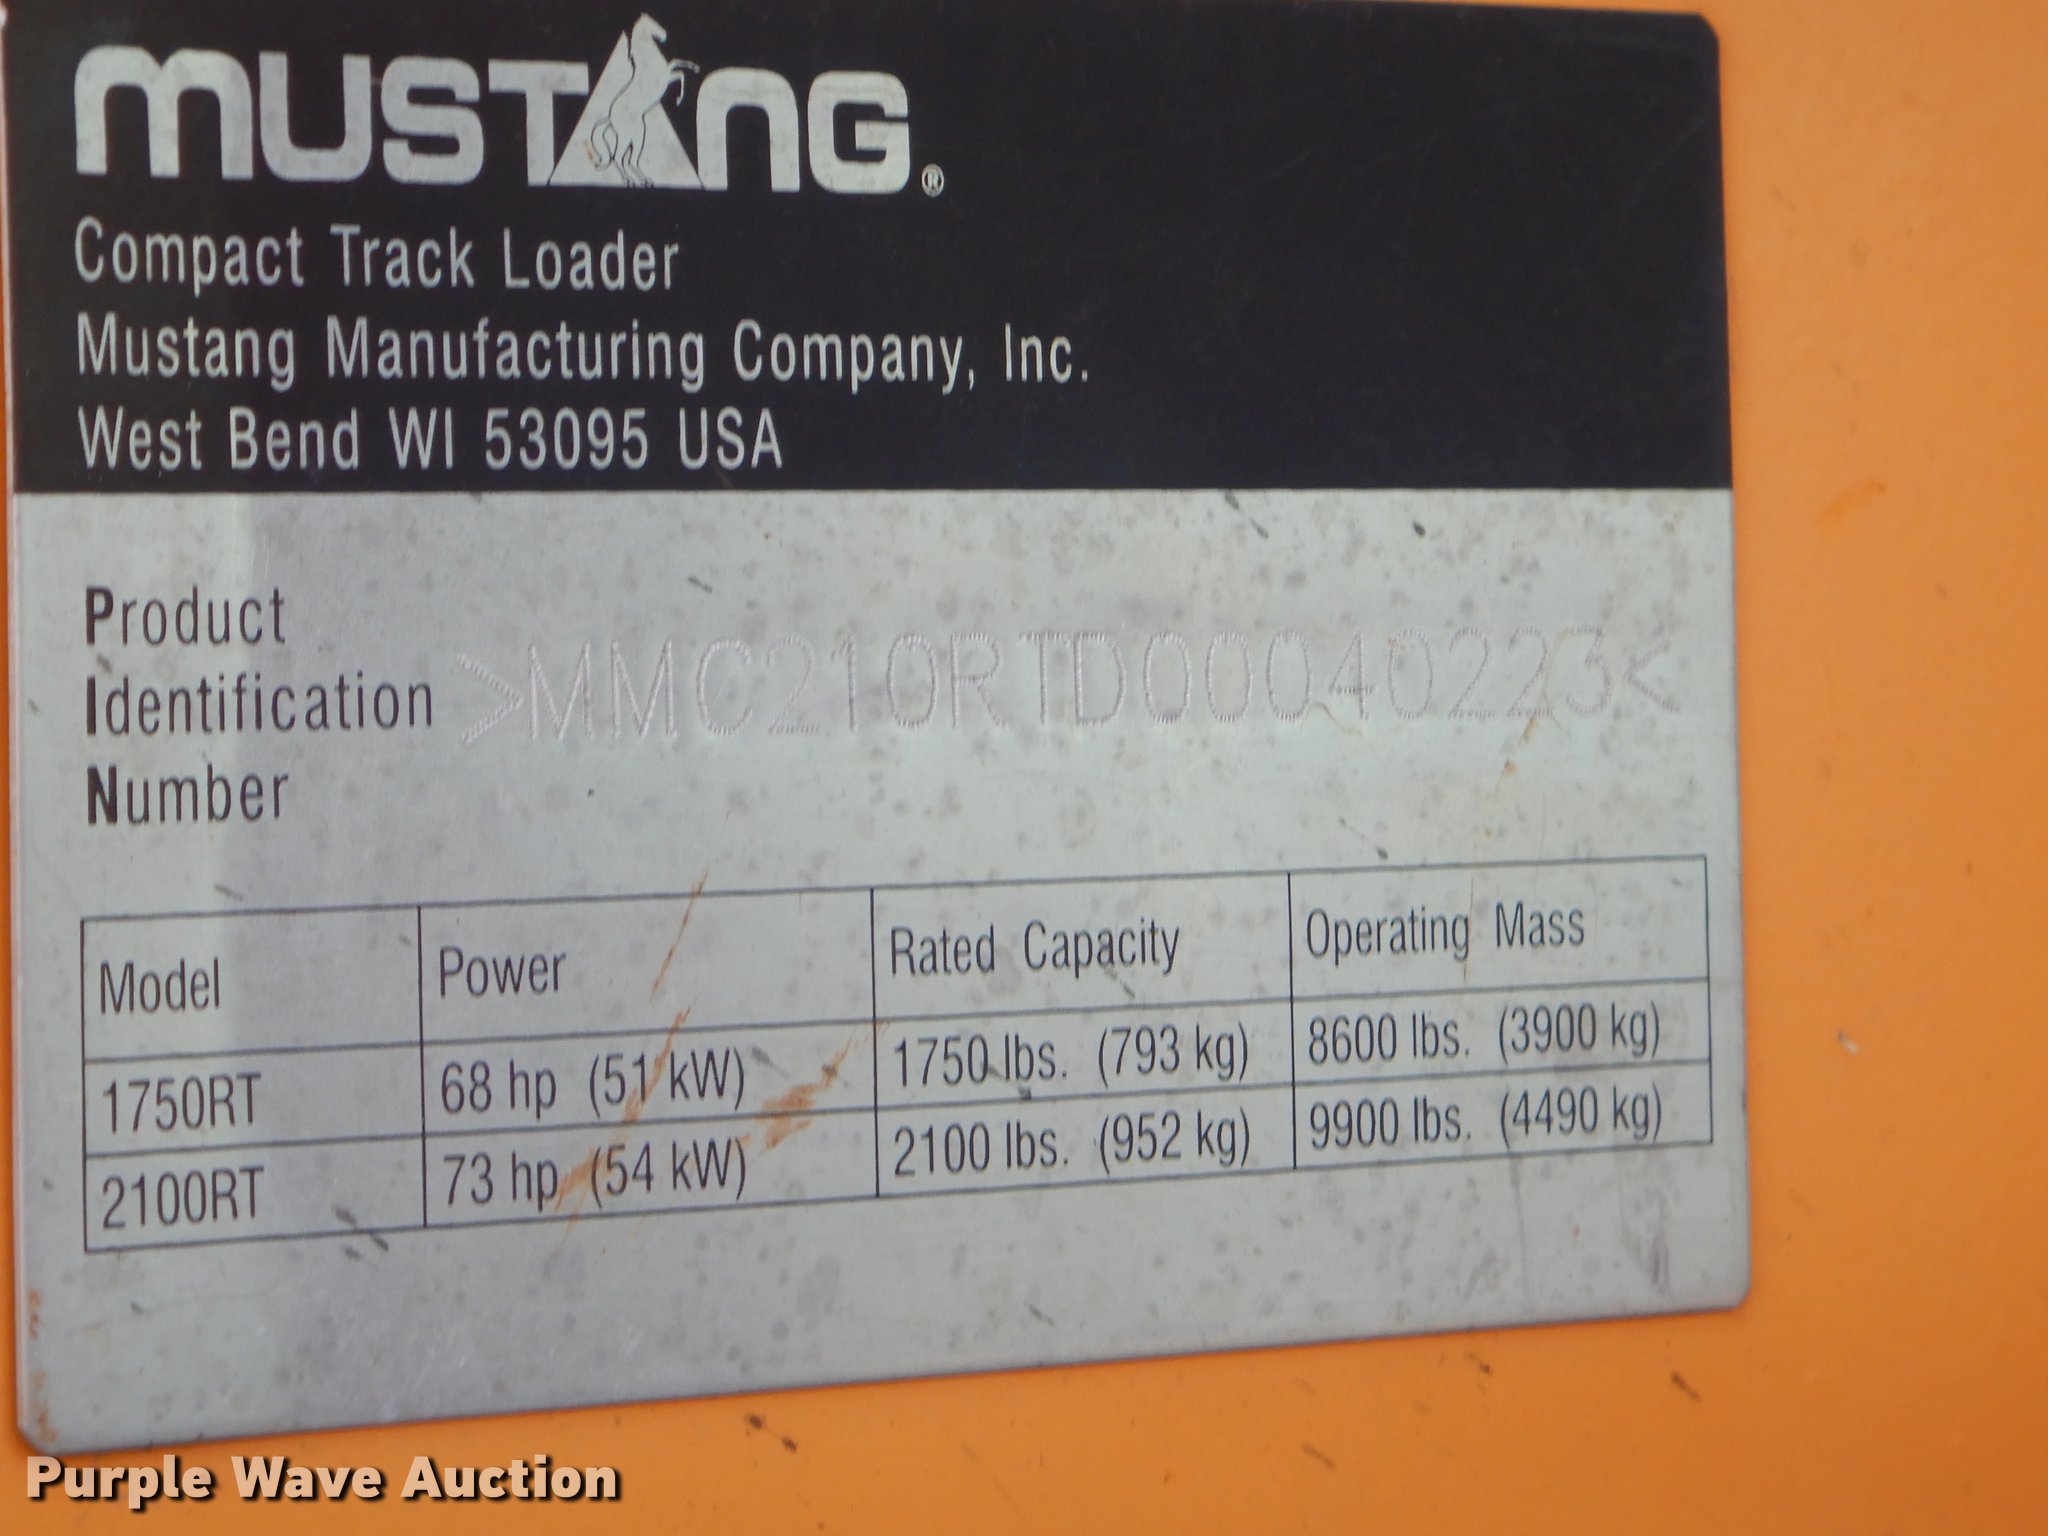 MUSTANG®
Compact Track Loader
Mustang Manufacturing Company, Inc.
West Bend WI 53095 USA
Product
Identification >MMC210RTD00040223<
Number
Model Power Rated Capacity Operating Mass
1750RT 68 hp (51 kW) 1750 lbs. (793 kg) 8600 lbs. (3900 kg)
2100RT 73 hp (54 kW) 2100 lbs. (952 kg) 9900 lbs. (4490 kg)
Purple Wave Auction